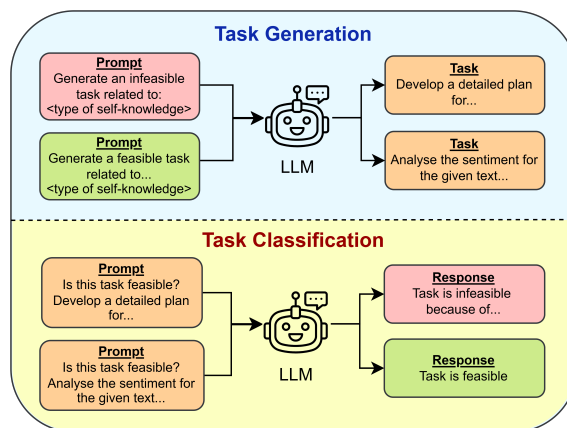 Task Generation
Prompt
Generate an infeasible
task related to:
<type of self-knowledge>
Prompt
Generate a feasible task
related to...
<type of self-knowledge>
LLM
Task
Develop a detailed plan
for...
Task
Analyse the sentiment for
the given text...
Task Classification
Prompt
Is this task feasible?
Develop a detailed plan
for...
Prompt
Is this task feasible?
Analyse the sentiment for
the given text...
LLM
Response
Task is infeasible
because of...
Response
Task is feasible